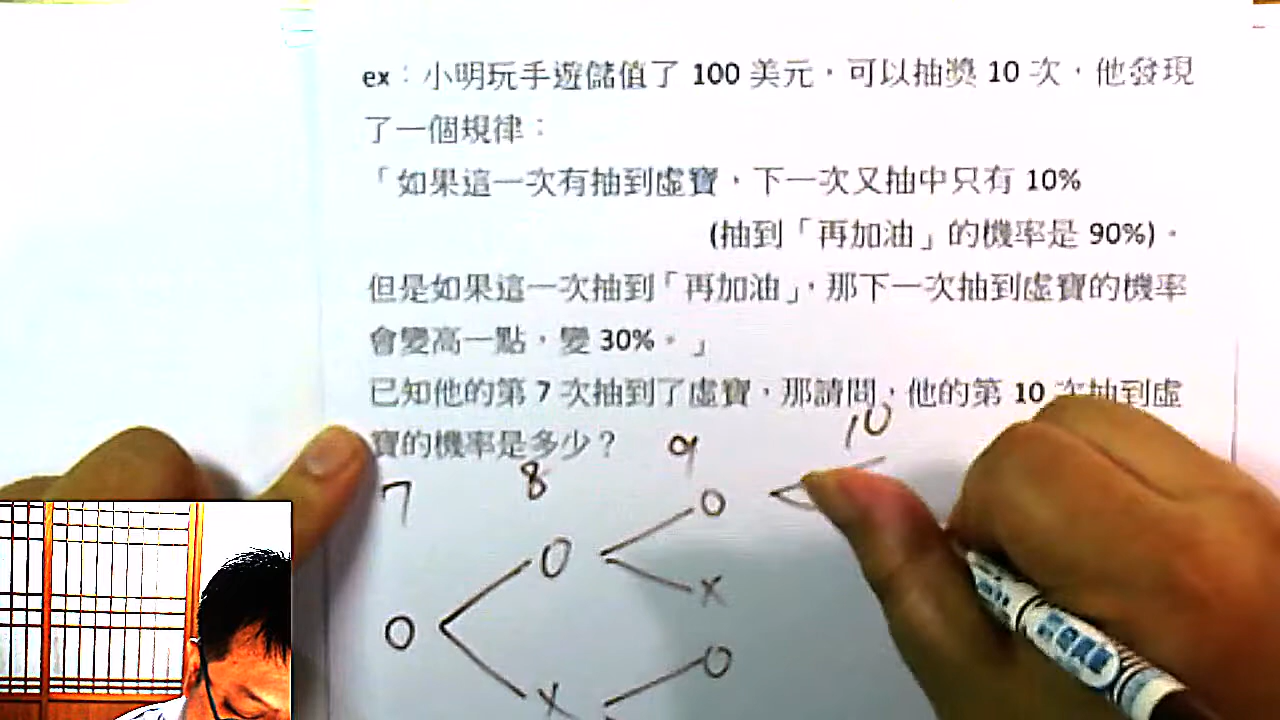 ex：小明玩手遊儲值了 100 美元，可以抽獎 10 次，他發現
了一個規律：
「如果這一次有抽到虛寶，下一次又抽中只有 10%
(抽到「再加油」的機率是 90%)。
但是如果這一次抽到「再加油」，那下一次抽到虛寶的機率
會變高一點，變 30%。」
已知他的第 7 次抽到了虛寶，那請問，他的第 10 次抽到虛
寶的機率是多少？
7 8 9 10
O O O
X
O X O